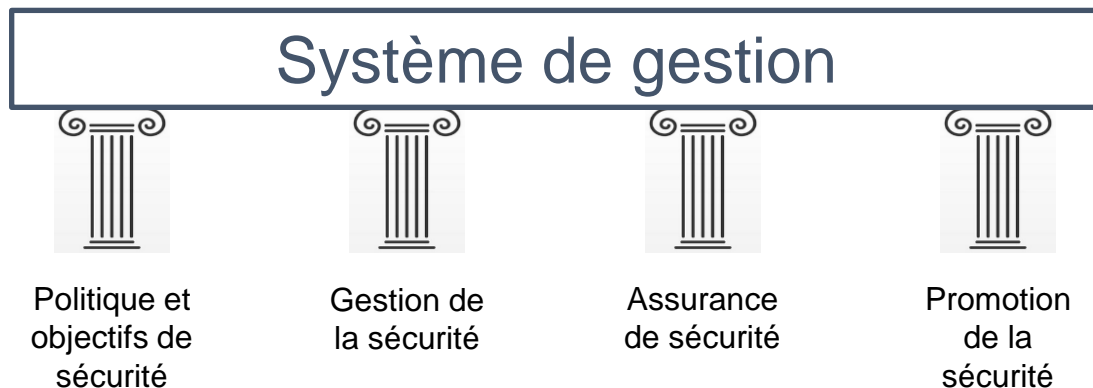 Système de gestion
Politique et
objectifs de
sécurité
Gestion de
la sécurité
Assurance
de sécurité
Promotion
de la
sécurité